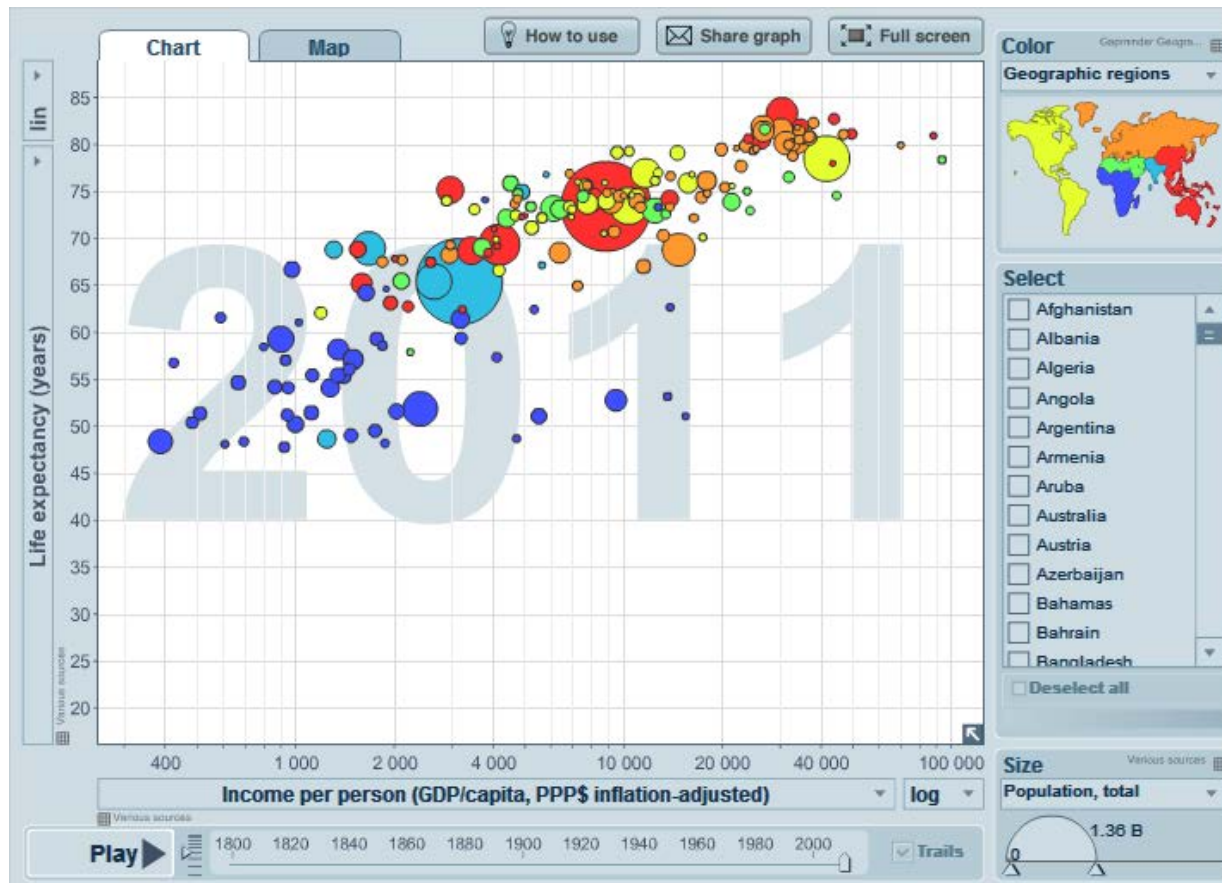 Chart
Map
How to use
Share graph
Full screen
Color
Geographic regions
lin
Life expectancy (years)
Various sources
85
80
75
70
65
60
55
50
45
40
35
30
25
20
2011
400
1 000
2 000
4 000
10 000
20 000
40 000
100 000
Income per person (GDP/capita, PPP$ inflation-adjusted)
log
Various sources
Play
1800 1820 1840 1860 1880 1900 1920 1940 1960 1980 2000
Trails
Select
Afghanistan
Albania
Algeria
Angola
Argentina
Armenia
Aruba
Australia
Austria
Azerbaijan
Bahamas
Bahrain
Bangladesh
Deselect all
Size
Various sources
Population, total
1.36 B
0